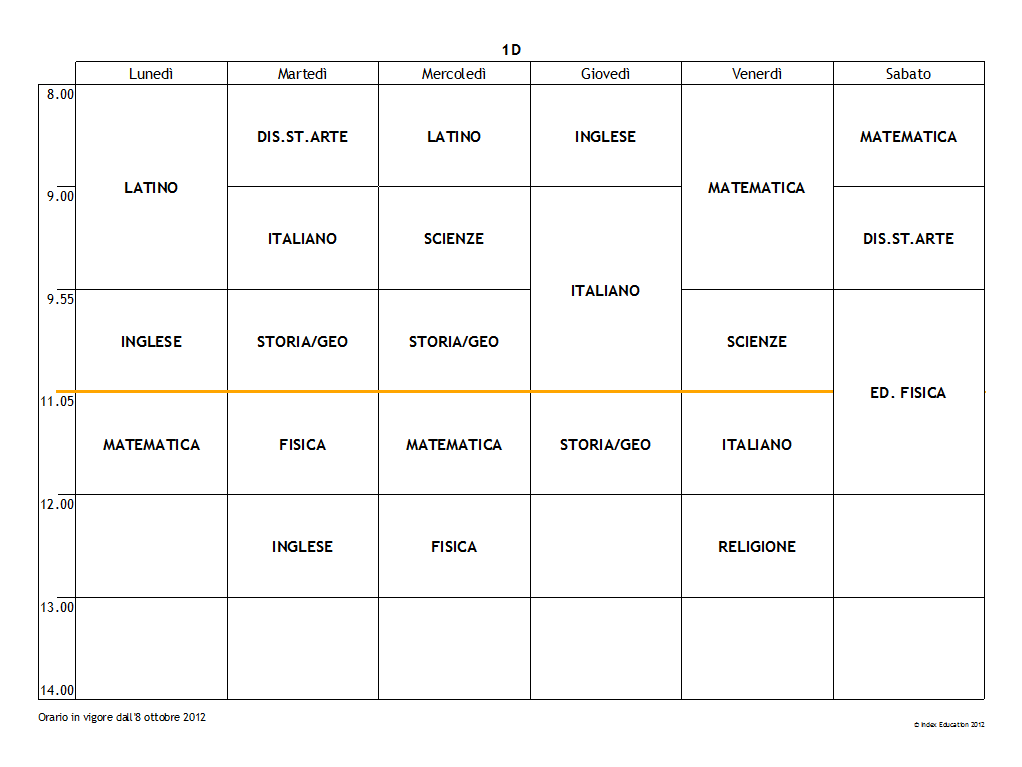 1D
Lunedì Martedì Mercoledì Giovedì Venerdì Sabato
8.00
DIS.ST.ARTE LATINO INGLESE MATEMATICA
LATINO MATEMATICA
9.00
ITALIANO SCIENZE DIS.ST.ARTE
ITALIANO
9.55
INGLESE STORIA/GEO STORIA/GEO SCIENZE
ED. FISICA
11.05
MATEMATICA FISICA MATEMATICA STORIA/GEO ITALIANO
12.00
INGLESE FISICA RELIGIONE
13.00
14.00
Orario in vigore dall'8 ottobre 2012
© Index Education 2012